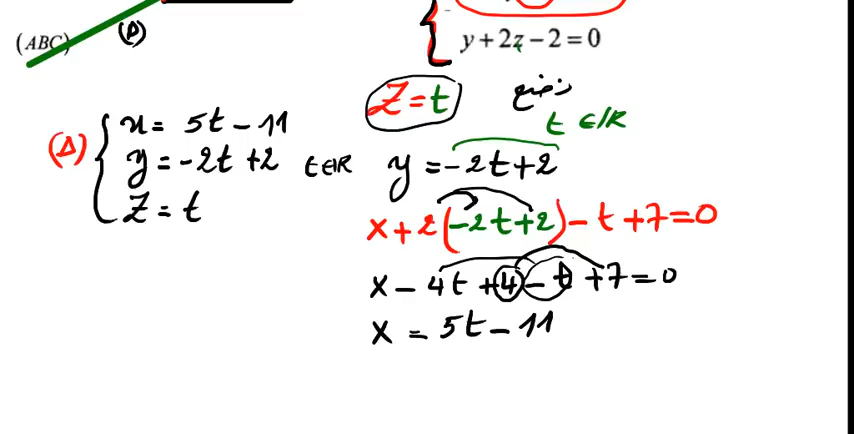 (ABC)
(P)
y + 2z − 2 = 0
Z = t نضع
t ∈ IR
(Δ) { x = 5t − 11
y = −2t + 2 t ∈ IR
Z = t
y = −2t + 2
x + 2(−2t + 2) − t + 7 = 0
x − 4t + 4 − t + 7 = 0
x = 5t − 11